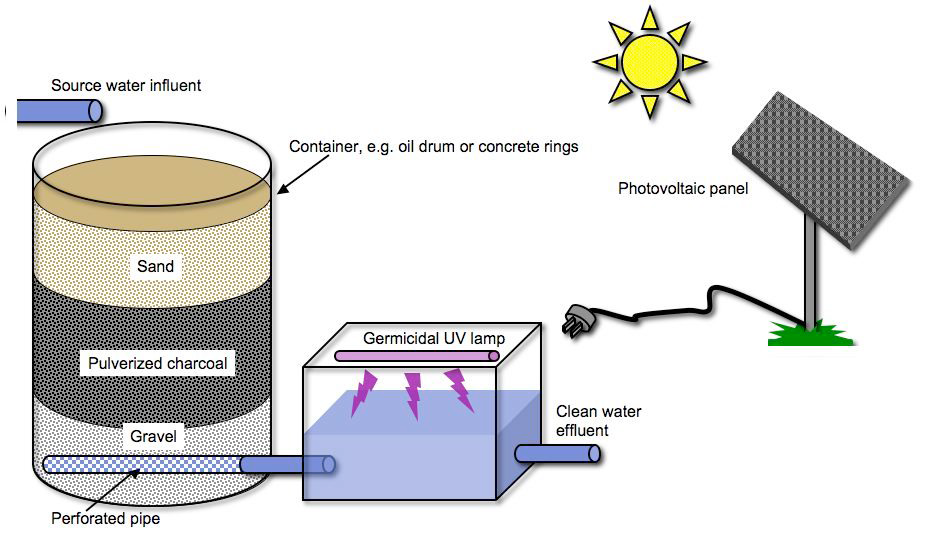 Source water influent
Container, e.g. oil drum or concrete rings
Photovoltaic panel
Sand
Germicidal UV lamp
Pulverized charcoal
Clean water
effluent
Gravel
Perforated pipe